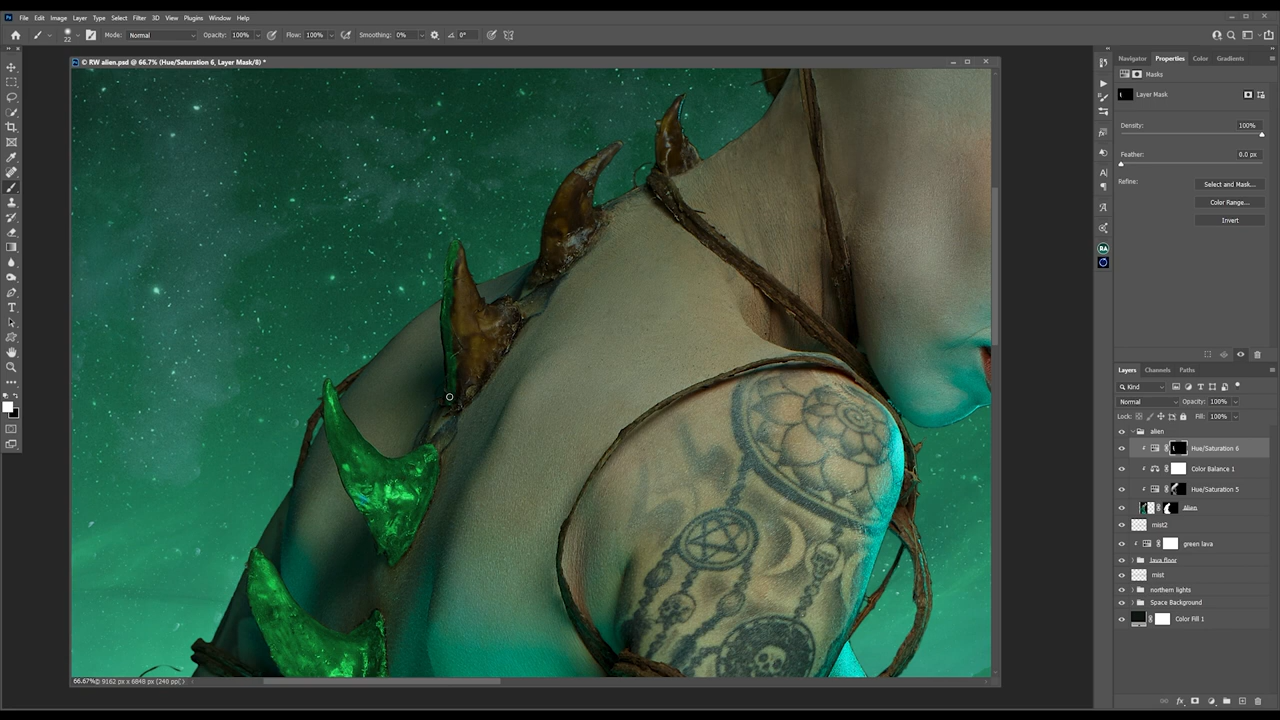 File Edit Image Layer Type Select Filter 3D View Plugins Window Help
22 Mode: Normal Opacity: 100% Flow: 100% Smoothing: 0% 0°
© RW alien.psd @ 66.7% (Hue/Saturation 6, Layer Mask/8) *
Navigator Properties Color Gradients
Masks
Layer Mask
Density: 100%
Feather: 0.0 px
Refine: Select and Mask...
Color Range...
Invert
Layers Channels Paths
Kind
Normal Opacity: 100%
Lock: Fill: 100%
alien
Hue/Saturation 6
Color Balance 1
Hue/Saturation 5
Alien
mist2
green lava
lava floor
mist
northern lights
Space Background
Color Fill 1
66.67% © 9162 px x 6848 px (240 ppi)